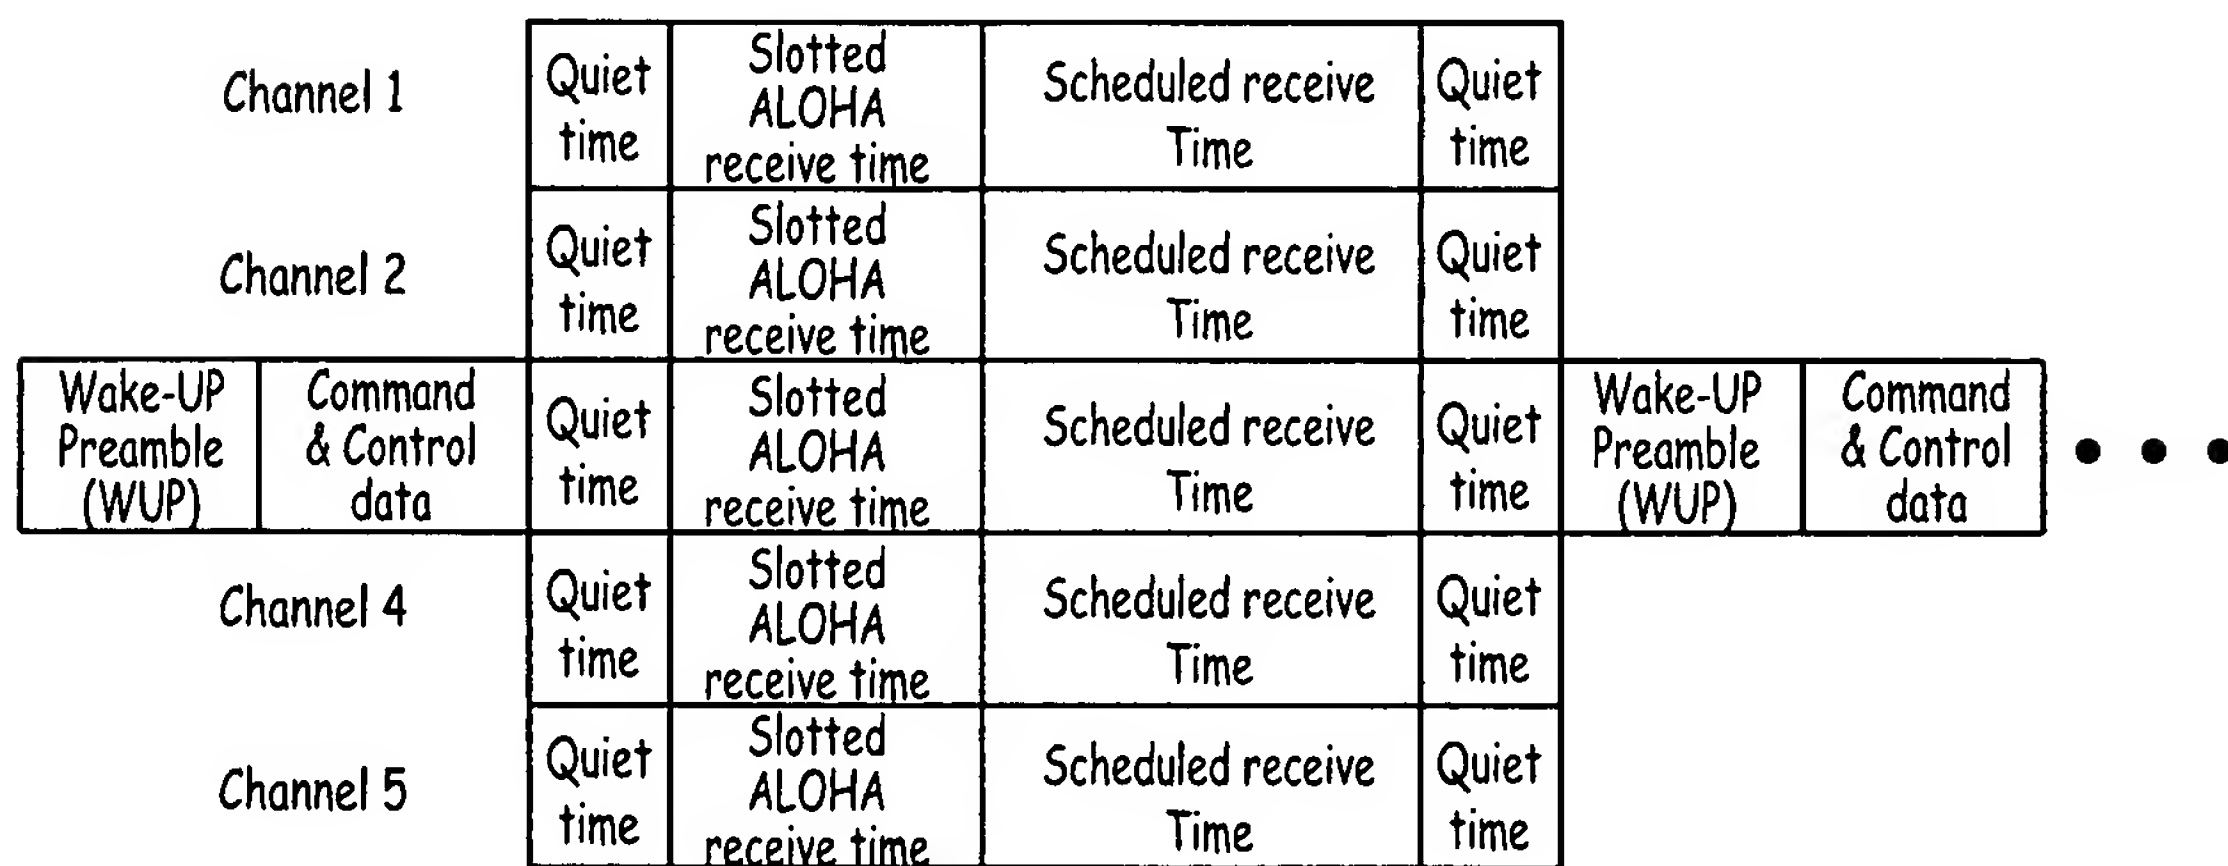 Channel 1
Quiet
time
Slotted
ALOHA
receive time
Scheduled receive
Time
Quiet
time
Channel 2
Quiet
time
Slotted
ALOHA
receive time
Scheduled receive
Time
Quiet
time
Wake-UP
Preamble
(WUP)
Command
& Control
data
Quiet
time
Slotted
ALOHA
receive time
Scheduled receive
Time
Quiet
time
Wake-UP
Preamble
(WUP)
Command
& Control
data
Channel 4
Quiet
time
Slotted
ALOHA
receive time
Scheduled receive
Time
Quiet
time
Channel 5
Quiet
time
Slotted
ALOHA
receive time
Scheduled receive
Time
Quiet
time